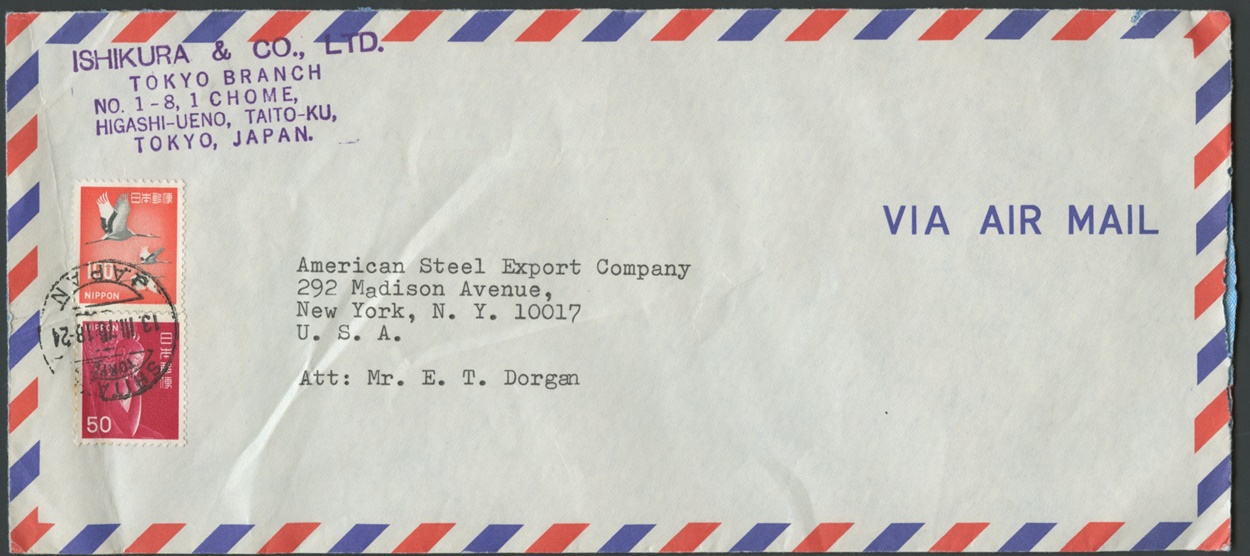 ISHIKURA & CO., LTD.
TOKYO BRANCH
NO. 1-8, 1 CHOME,
HIGASHI-UENO, TAITO-KU,
TOKYO, JAPAN.
VIA AIR MAIL
American Steel Export Company
292 Madison Avenue,
New York, N. Y. 10017
U. S. A.
Att: Mr. E. T. Dorgan
日本郵便
100
NIPPON
JAPAN
NIPPON
日本郵便
50